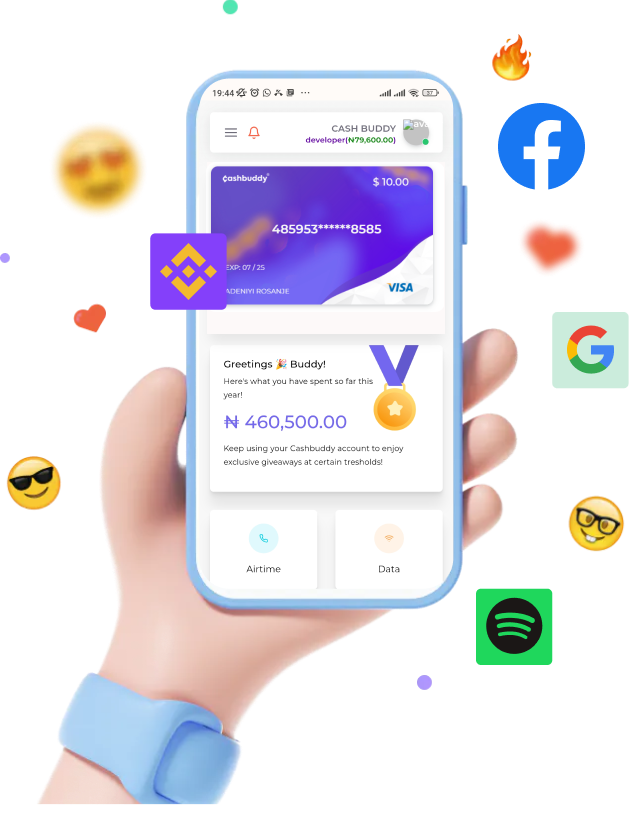 19:44
57
CASH BUDDY
developer(₦79,600.00)
¢ashbuddy
$ 10.00
485953******8585
EXP: 07 / 25
ADENIYI ROSANJE
VISA
Greetings 🎉 Buddy!
Here's what you have spent so far this
year!
₦ 460,500.00
Keep using your Cashbuddy account to enjoy
exclusive giveaways at certain tresholds!
Airtime
Data